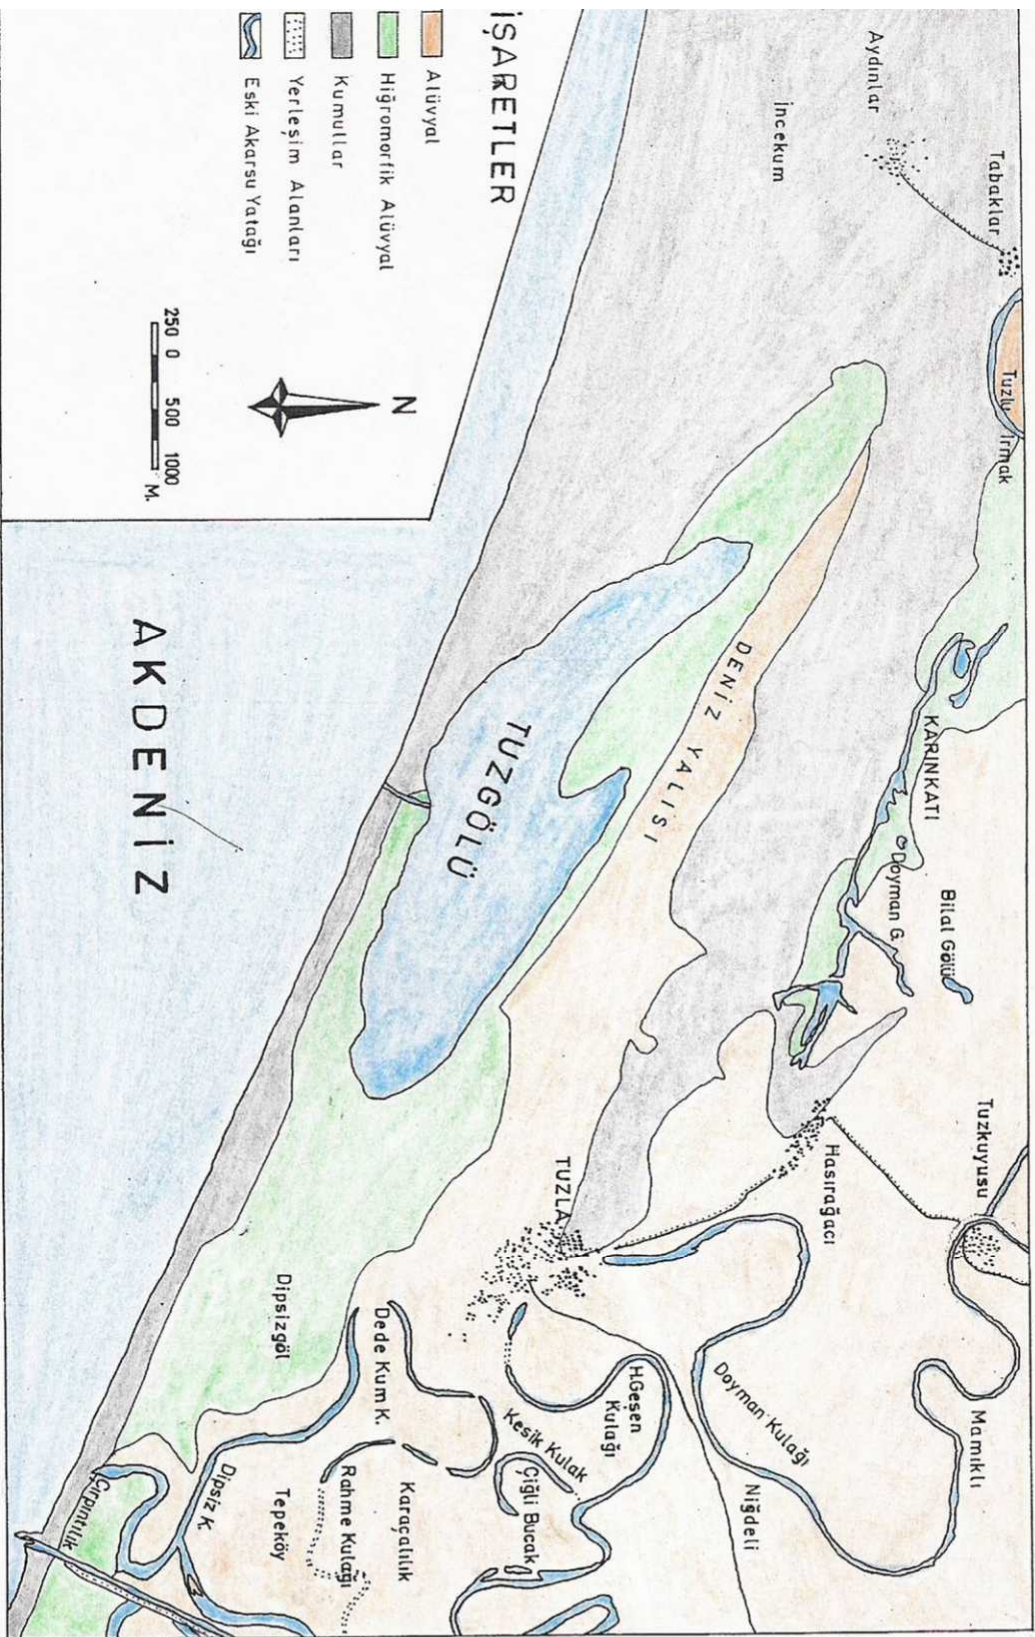 İŞARETLER
Alüvyal
Hiğromorfik Alüvyal
Kumullar
Yerleşim Alanları
Eski Akarsu Yatağı
N
250 0 500 1000 M.
Aydınlar
İncekum
Tabaklar
Tuzlu Irmak
KARINKATI
Doyman G.
Bilal Gölü
DENİZ YALISI
TUZGÖLÜ
AKDENİZ
Tuzkuyusu
Hasırağacı
TUZLA
Mamıklı
Doyman Kulağı
Niğdeli
H.Geşen
Kulağı
Kesik Kulak
Çiğli Bucak
Dede Kum K.
Karaçalılık
Rahme Kulağı
Tepeköy
Dipsizgöl
Dipsiz K.
Çırpıntılık